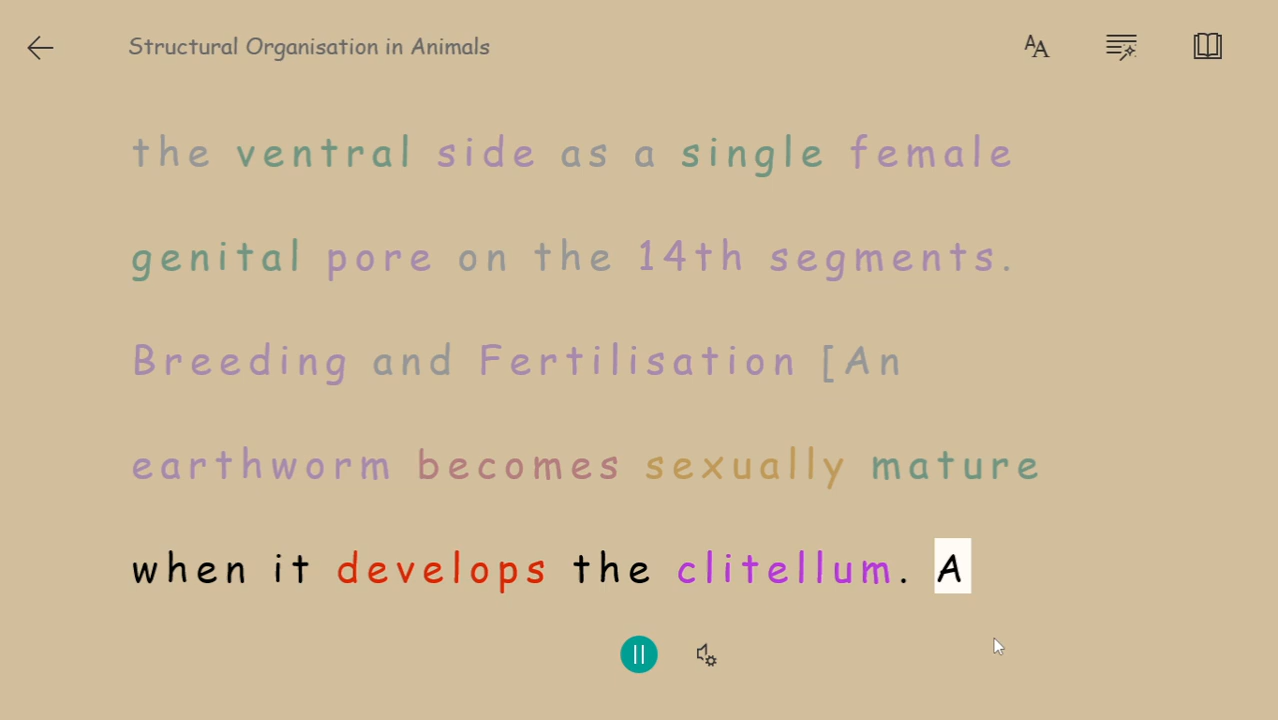 Structural Organisation in Animals
the ventral side as a single female
genital pore on the 14th segments.
Breeding and Fertilisation [An
earthworm becomes sexually mature
when it develops the clitellum. A